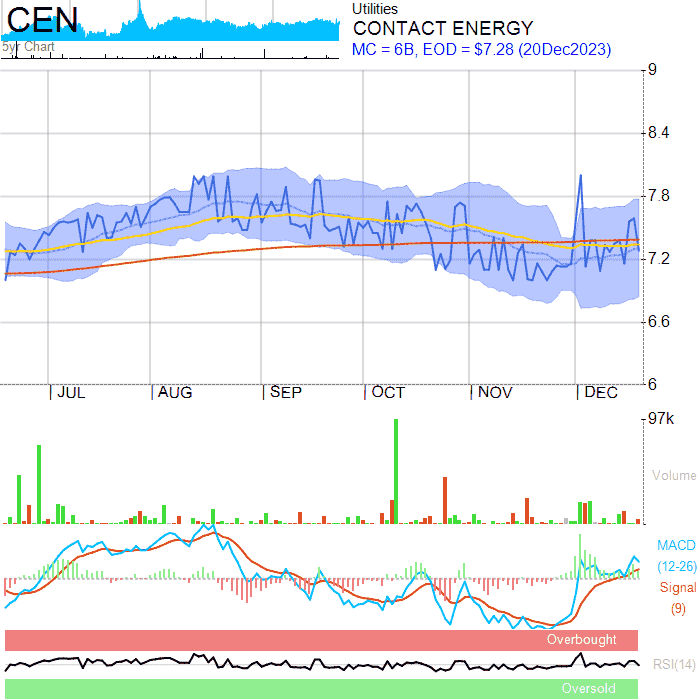 CEN
5yr Chart
Utilities
CONTACT ENERGY
MC = 6B, EOD = $7.28 (20Dec2023)
9
8.4
7.8
7.2
6.6
6
JUL AUG SEP OCT NOV DEC
97k
Volume
MACD
(12-26)
Signal
(9)
Overbought
RSI(14)
Oversold